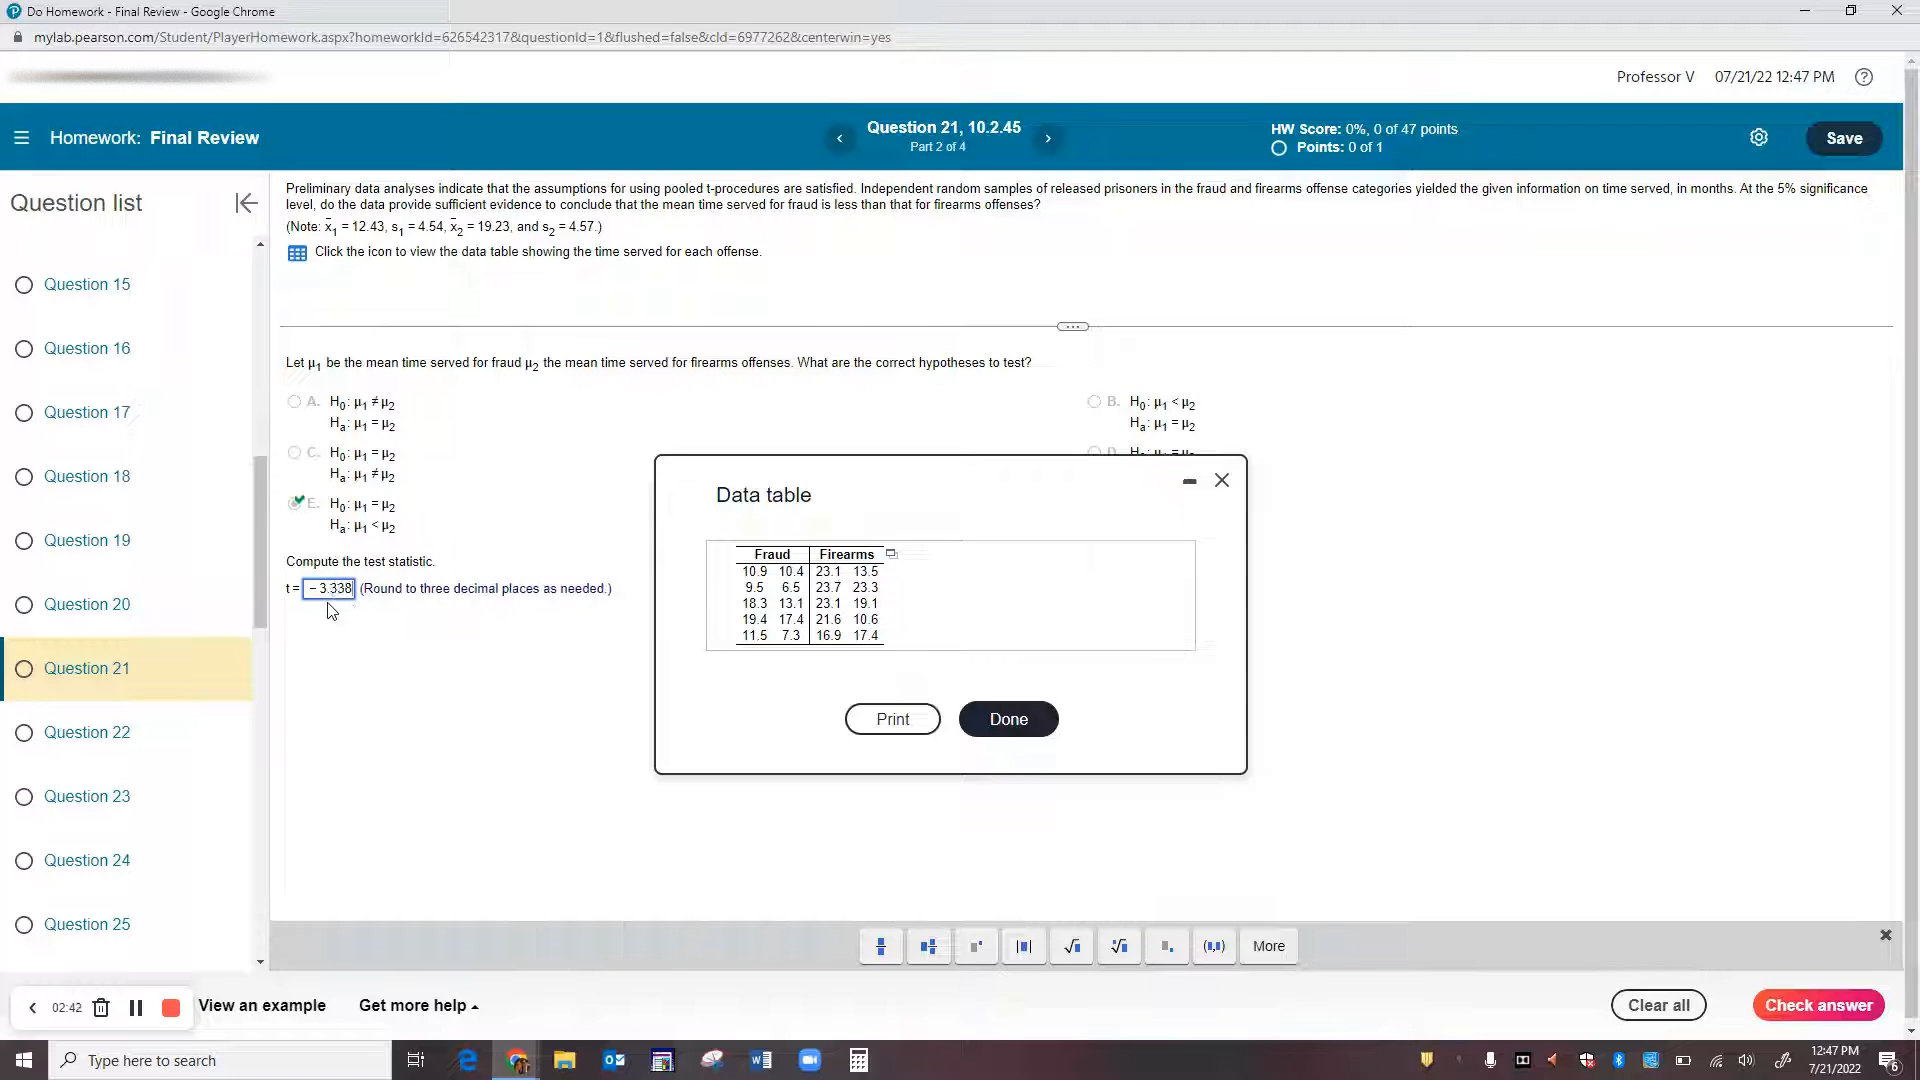 Do Homework - Final Review - Google Chrome
mylab.pearson.com/Student/PlayerHomework.aspx?homeworkId=626542317&questionId=1&flushed=false&cId=6977262&centerwin=yes
Professor V 07/21/22 12:47 PM
Homework: Final Review
Question 21, 10.2.45
Part 2 of 4
HW Score: 0%, 0 of 47 points
Points: 0 of 1
Save
Question list
Question 15
Question 16
Question 17
Question 18
Question 19
Question 20
Question 21
Question 22
Question 23
Question 24
Question 25
Preliminary data analyses indicate that the assumptions for using pooled t-procedures are satisfied. Independent random samples of released prisoners in the fraud and firearms offense categories yielded the given information on time served, in months. At the 5% significance
level, do the data provide sufficient evidence to conclude that the mean time served for fraud is less than that for firearms offenses?
(Note: x̄₁ = 12.43, s₁ = 4.54, x̄₂ = 19.23, and s₂ = 4.57.)
Click the icon to view the data table showing the time served for each offense.
Let μ₁ be the mean time served for fraud μ₂ the mean time served for firearms offenses. What are the correct hypotheses to test?
A. H₀: μ₁ ≠ μ₂
Hₐ: μ₁ = μ₂
B. H₀: μ₁ < μ₂
Hₐ: μ₁ = μ₂
C. H₀: μ₁ = μ₂
Hₐ: μ₁ ≠ μ₂
D. H₀: μ₁ = μ₂
E. H₀: μ₁ = μ₂
Hₐ: μ₁ < μ₂
Compute the test statistic.
t = − 3.338 (Round to three decimal places as needed.)
Data table
Fraud Firearms
10.9 10.4 23.1 13.5
9.5 6.5 23.7 23.3
18.3 13.1 23.1 19.1
19.4 17.4 21.6 10.6
11.5 7.3 16.9 17.4
Print
Done
More
02:42
View an example
Get more help
Clear all
Check answer
Type here to search
12:47 PM
7/21/2022
6